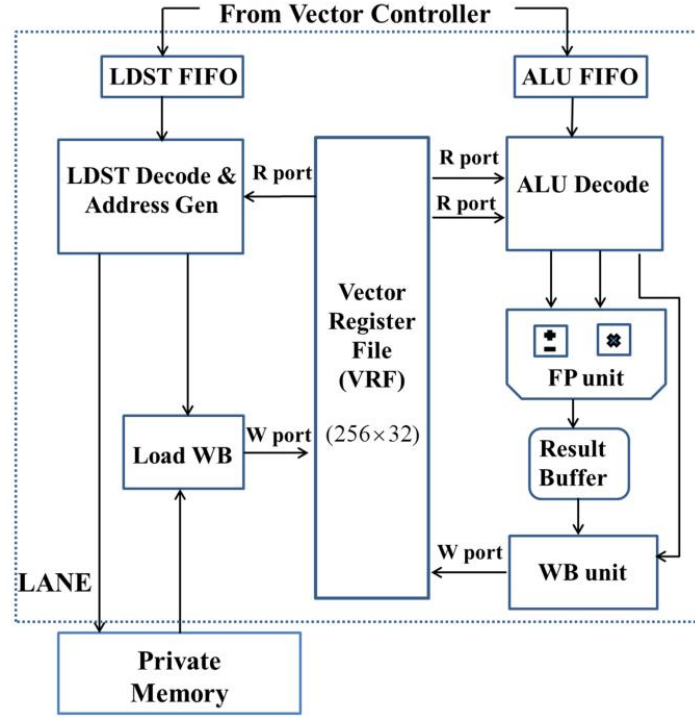 From Vector Controller
LDST FIFO
ALU FIFO
LDST Decode &
Address Gen
R port
R port
R port
ALU Decode
Vector
Register
File
(VRF)
(256×32)
+
-
×
FP unit
Load WB
W port
Result
Buffer
W port
WB unit
LANE
Private
Memory